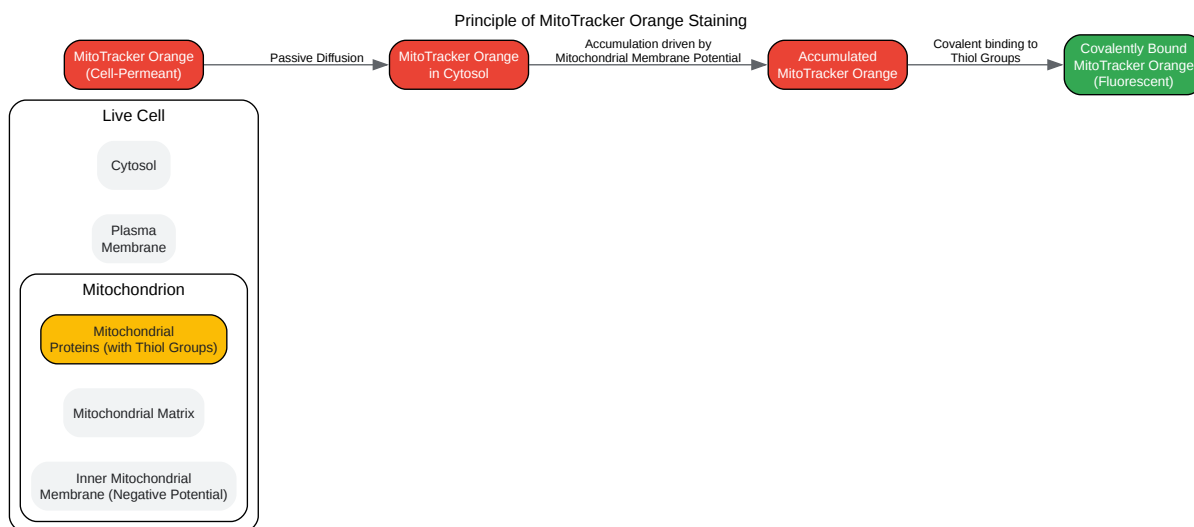 Principle of MitoTracker Orange Staining
MitoTracker Orange
(Cell-Permeant)
Passive Diffusion
MitoTracker Orange
in Cytosol
Accumulation driven by
Mitochondrial Membrane Potential
Accumulated
MitoTracker Orange
Covalent binding to
Thiol Groups
Covalently Bound
MitoTracker Orange
(Fluorescent)
Live Cell
Cytosol
Plasma
Membrane
Mitochondrion
Mitochondrial
Proteins (with Thiol Groups)
Mitochondrial Matrix
Inner Mitochondrial
Membrane (Negative Potential)